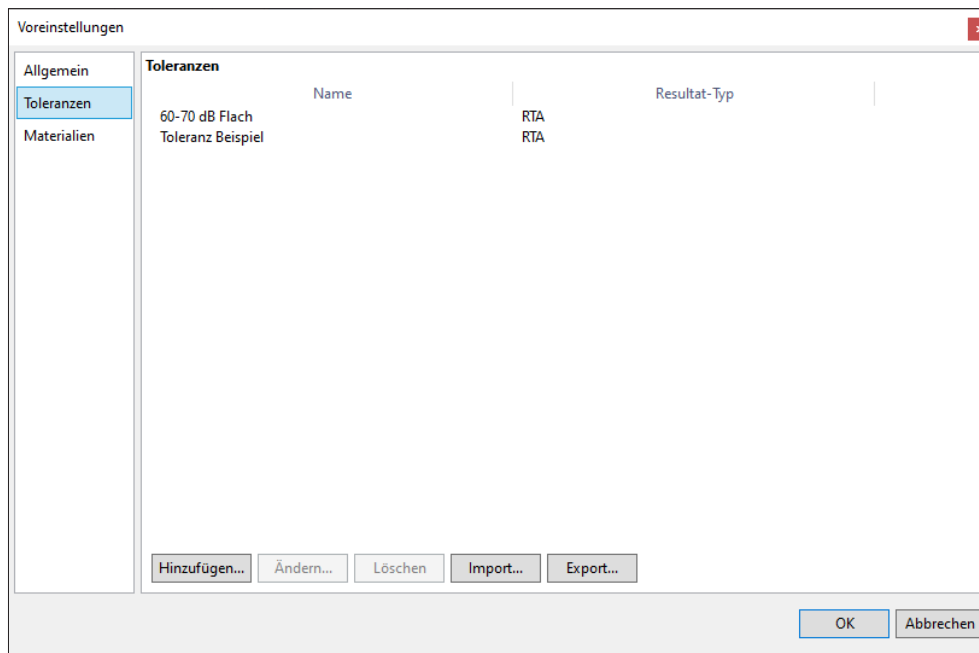 Voreinstellungen
Allgemein
Toleranzen
Materialien
Toleranzen
Name Resultat-Typ
60-70 dB Flach RTA
Toleranz Beispiel RTA
Hinzufügen... Ändern... Löschen Import... Export...
OK Abbrechen